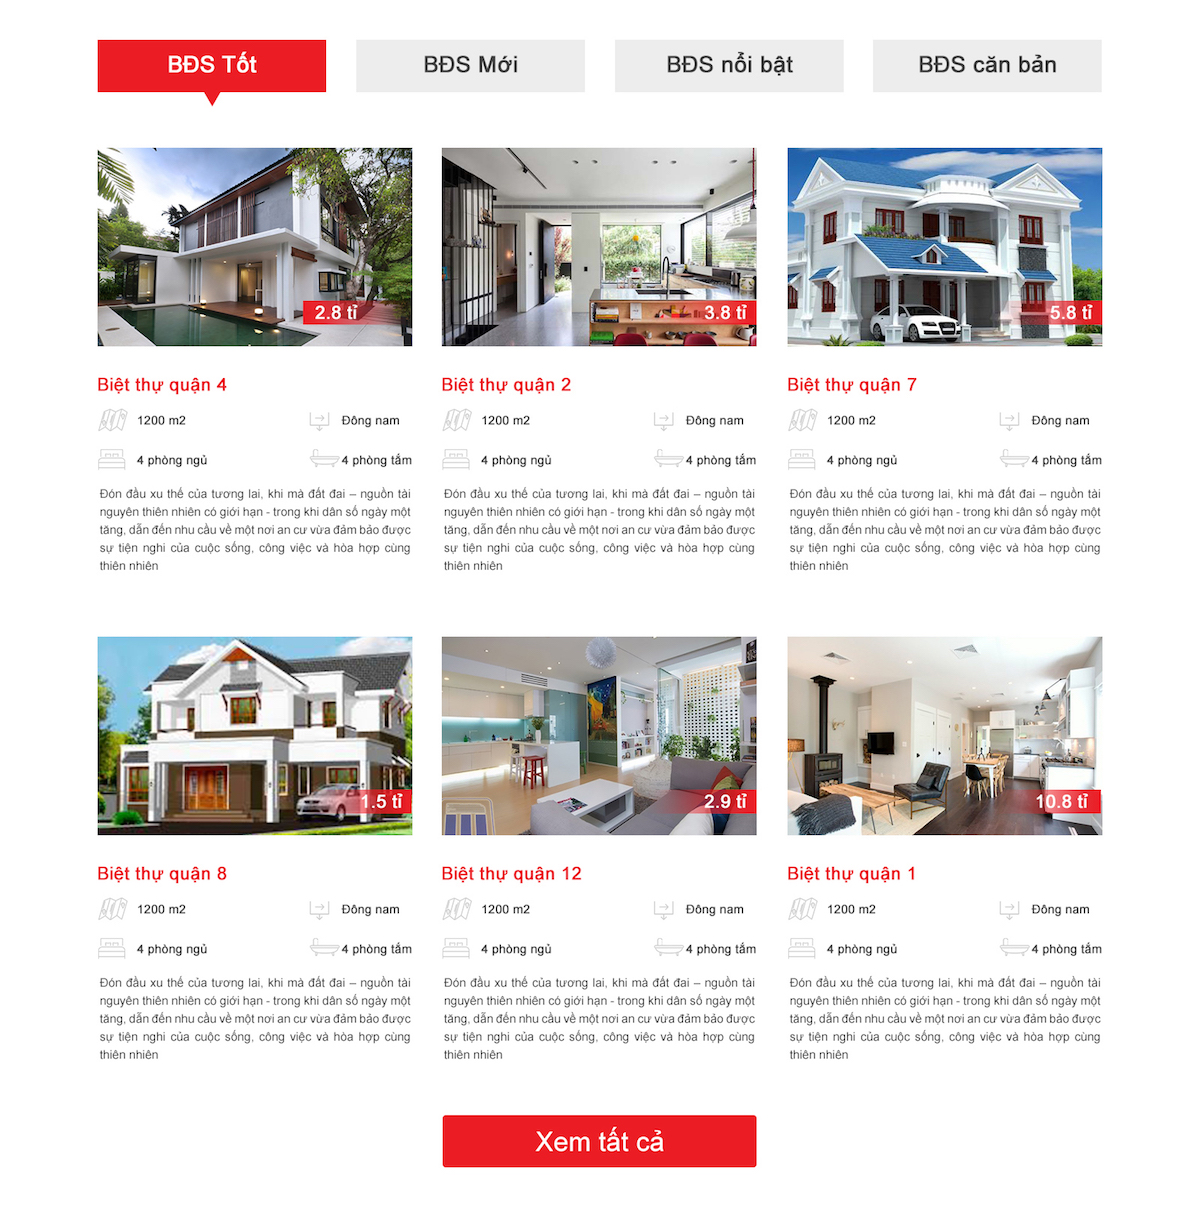 BĐS Tốt
BĐS Mới
BĐS nổi bật
BĐS căn bản
2.8 tỉ
3.8 tỉ
5.8 tỉ
Biệt thự quận 4
1200 m2
Đông nam
4 phòng ngủ
4 phòng tắm
Đón đầu xu thế của tương lai, khi mà đất đai – nguồn tài
nguyên thiên nhiên có giới hạn - trong khi dân số ngày một
tăng, dẫn đến nhu cầu về một nơi an cư vừa đảm bảo được
sự tiện nghi của cuộc sống, công việc và hòa hợp cùng
thiên nhiên
Biệt thự quận 2
1200 m2
Đông nam
4 phòng ngủ
4 phòng tắm
Đón đầu xu thế của tương lai, khi mà đất đai – nguồn tài
nguyên thiên nhiên có giới hạn - trong khi dân số ngày một
tăng, dẫn đến nhu cầu về một nơi an cư vừa đảm bảo được
sự tiện nghi của cuộc sống, công việc và hòa hợp cùng
thiên nhiên
Biệt thự quận 7
1200 m2
Đông nam
4 phòng ngủ
4 phòng tắm
Đón đầu xu thế của tương lai, khi mà đất đai – nguồn tài
nguyên thiên nhiên có giới hạn - trong khi dân số ngày một
tăng, dẫn đến nhu cầu về một nơi an cư vừa đảm bảo được
sự tiện nghi của cuộc sống, công việc và hòa hợp cùng
thiên nhiên
1.5 tỉ
2.9 tỉ
10.8 tỉ
Biệt thự quận 8
1200 m2
Đông nam
4 phòng ngủ
4 phòng tắm
Đón đầu xu thế của tương lai, khi mà đất đai – nguồn tài
nguyên thiên nhiên có giới hạn - trong khi dân số ngày một
tăng, dẫn đến nhu cầu về một nơi an cư vừa đảm bảo được
sự tiện nghi của cuộc sống, công việc và hòa hợp cùng
thiên nhiên
Biệt thự quận 12
1200 m2
Đông nam
4 phòng ngủ
4 phòng tắm
Đón đầu xu thế của tương lai, khi mà đất đai – nguồn tài
nguyên thiên nhiên có giới hạn - trong khi dân số ngày một
tăng, dẫn đến nhu cầu về một nơi an cư vừa đảm bảo được
sự tiện nghi của cuộc sống, công việc và hòa hợp cùng
thiên nhiên
Biệt thự quận 1
1200 m2
Đông nam
4 phòng ngủ
4 phòng tắm
Đón đầu xu thế của tương lai, khi mà đất đai – nguồn tài
nguyên thiên nhiên có giới hạn - trong khi dân số ngày một
tăng, dẫn đến nhu cầu về một nơi an cư vừa đảm bảo được
sự tiện nghi của cuộc sống, công việc và hòa hợp cùng
thiên nhiên
Xem tất cả